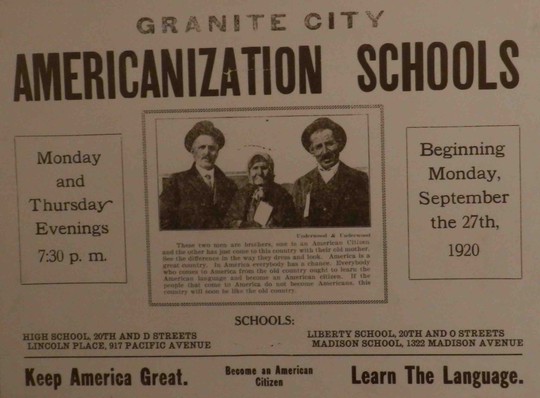 GRANITE CITY
AMERICANIZATION SCHOOLS
Monday
and
Thursday
Evenings
7:30 p. m.
Underwood & Underwood
These two men are brothers, one is an American Citizen
and the other has just come to this country with their old mother.
See the difference in the way they dress and look. America is a
great country. In America everybody has a chance. Everybody
who comes to America from the old country ought to learn the
American language and become an American citizen. If the
people that come to America do not become Americans, this
country will soon be like the old country.
Beginning
Monday,
September
the 27th,
1920
SCHOOLS:
HIGH SCHOOL, 20TH AND D STREETS
LINCOLN PLACE, 917 PACIFIC AVENUE
LIBERTY SCHOOL, 20TH AND O STREETS
MADISON SCHOOL, 1322 MADISON AVENUE
Keep America Great.
Become an American
Citizen
Learn The Language.